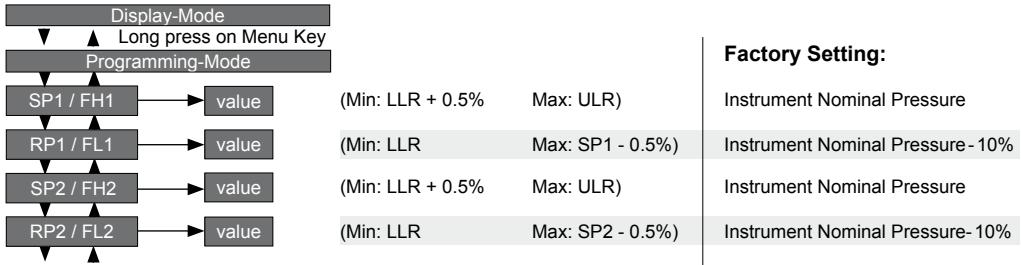 Display-Mode
Long press on Menu Key
Programming-Mode
Factory Setting:
SP1 / FH1 value (Min: LLR + 0.5% Max: ULR) Instrument Nominal Pressure
RP1 / FL1 value (Min: LLR Max: SP1 - 0.5%) Instrument Nominal Pressure - 10%
SP2 / FH2 value (Min: LLR + 0.5% Max: ULR) Instrument Nominal Pressure
RP2 / FL2 value (Min: LLR Max: SP2 - 0.5%) Instrument Nominal Pressure- 10%